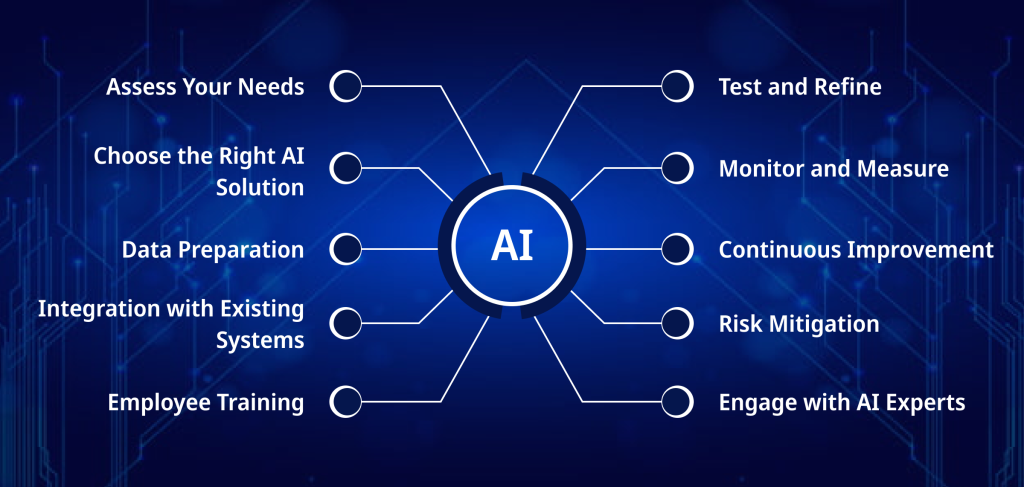 Assess Your Needs
Choose the Right AI
Solution
Data Preparation
Integration with Existing
Systems
Employee Training
AI
Test and Refine
Monitor and Measure
Continuous Improvement
Risk Mitigation
Engage with AI Experts